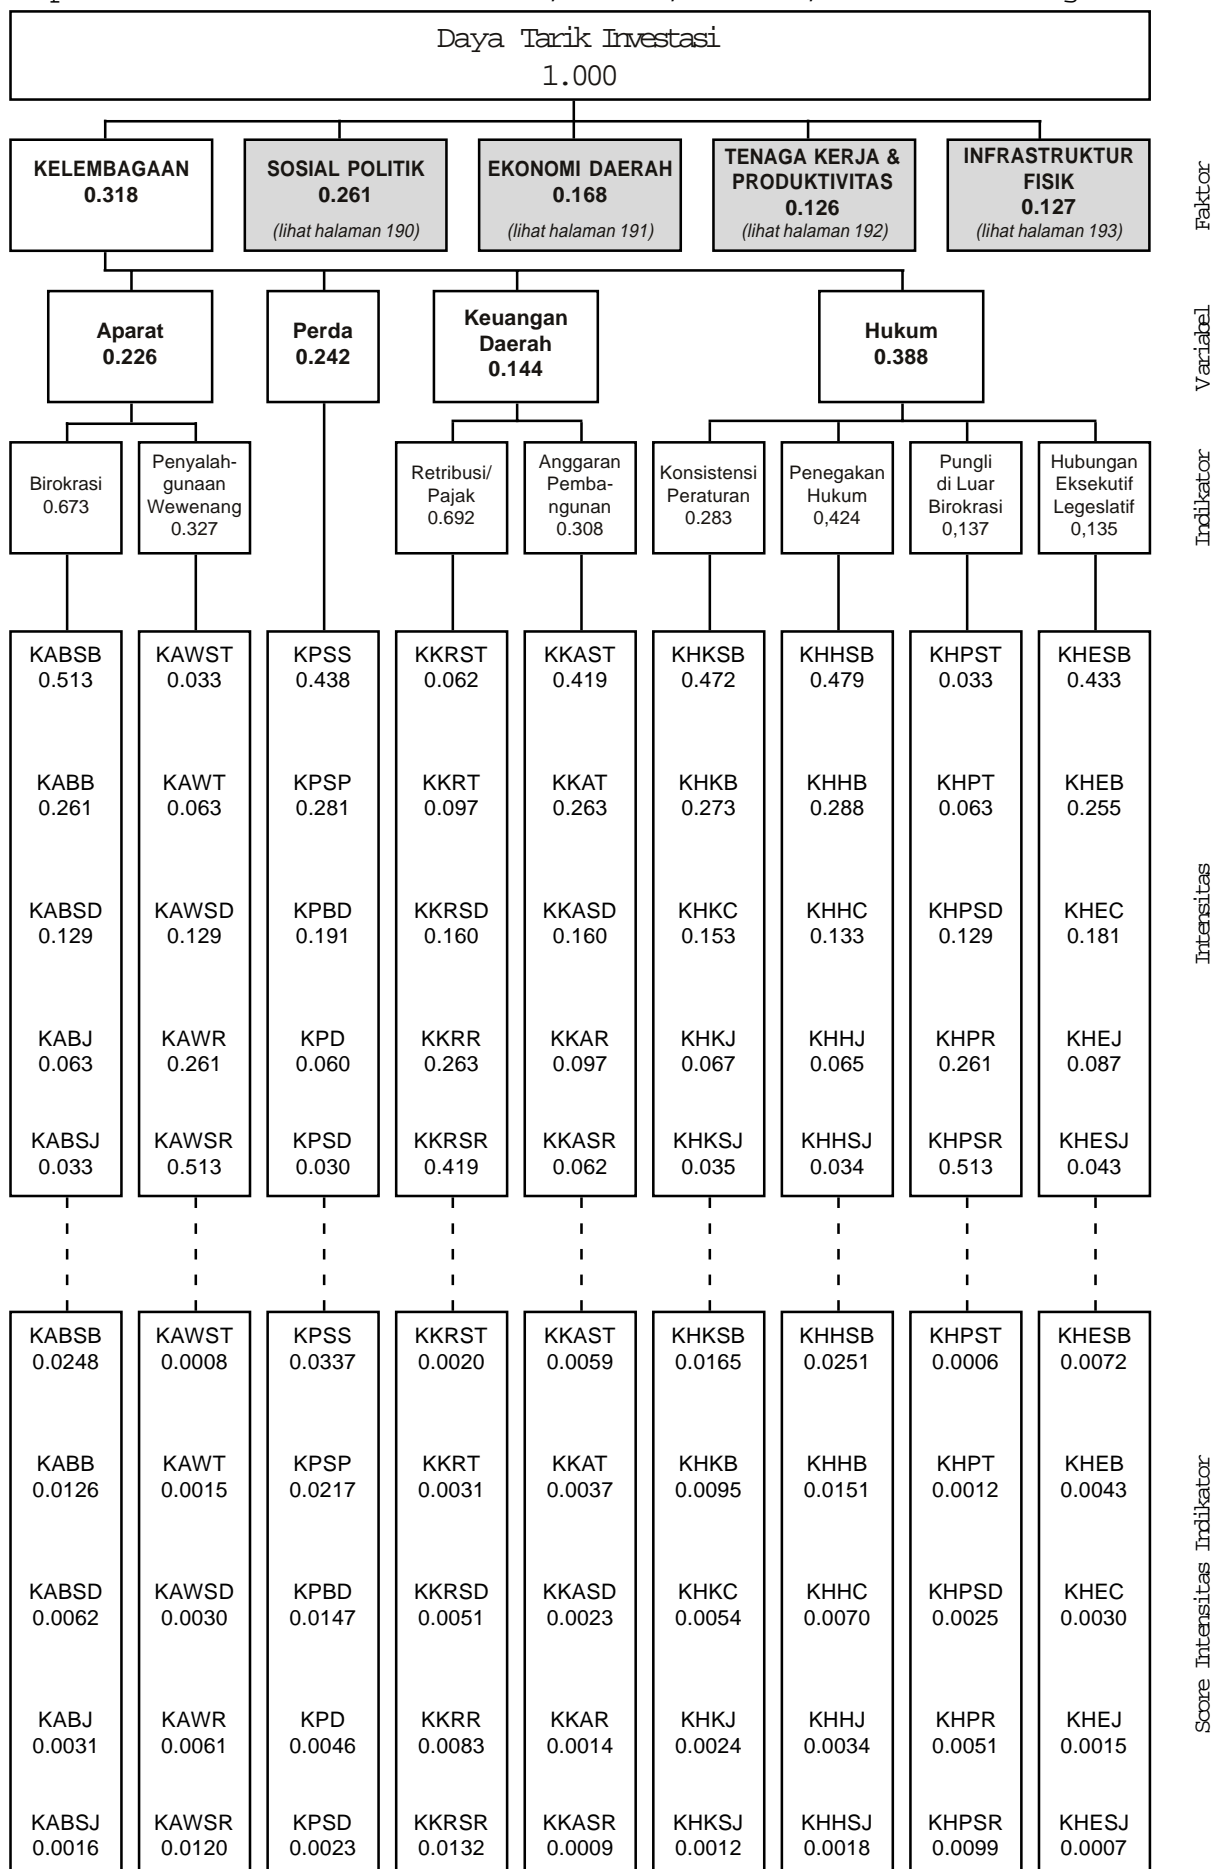 Daya Tarik Investasi
1.000
KELEMBAGAAN
0.318
SOSIAL POLITIK
0.261
(lihat halaman 190)
EKONOMI DAERAH
0.168
(lihat halaman 191)
TENAGA KERJA &
PRODUKTIVITAS
0.126
(lihat halaman 192)
INFRASTRUKTUR
FISIK
0.127
(lihat halaman 193)
Faktor
Aparat
0.226
Perda
0.242
Keuangan
Daerah
0.144
Hukum
0.388
Variabel
Birokrasi
0.673
Penyalah-
gunaan
Wewenang
0.327
Retribusi/
Pajak
0.692
Anggaran
Pemba-
ngunan
0.308
Konsistensi
Peraturan
0.283
Penegakan
Hukum
0,424
Pungli
di Luar
Birokrasi
0,137
Hubungan
Eksekutif
Legeslatif
0,135
Indikator
KABSB KAWST KPSS KKRST KKAST KHKSB KHHSB KHPST KHESB
0.513 0.033 0.438 0.062 0.419 0.472 0.479 0.033 0.433
KABB KAWT KPSP KKRT KKAT KHKB KHHB KHPT KHEB
0.261 0.063 0.281 0.097 0.263 0.273 0.288 0.063 0.255
KABSD KAWSD KPBD KKRSD KKASD KHKC KHHC KHPSD KHEC
0.129 0.129 0.191 0.160 0.160 0.153 0.133 0.129 0.181
KABJ KAWR KPD KKRR KKAR KHKJ KHHJ KHPR KHEJ
0.063 0.261 0.060 0.263 0.097 0.067 0.065 0.261 0.087
KABSJ KAWSR KPSD KKRSR KKASR KHKSJ KHHSJ KHPSR KHESJ
0.033 0.513 0.030 0.419 0.062 0.035 0.034 0.513 0.043
Intensitas
KABSB KAWST KPSS KKRST KKAST KHKSB KHHSB KHPST KHESB
0.0248 0.0008 0.0337 0.0020 0.0059 0.0165 0.0251 0.0006 0.0072
KABB KAWT KPSP KKRT KKAT KHKB KHHB KHPT KHEB
0.0126 0.0015 0.0217 0.0031 0.0037 0.0095 0.0151 0.0012 0.0043
KABSD KAWSD KPBD KKRSD KKASD KHKC KHHC KHPSD KHEC
0.0062 0.0030 0.0147 0.0051 0.0023 0.0054 0.0070 0.0025 0.0030
KABJ KAWR KPD KKRR KKAR KHKJ KHHJ KHPR KHEJ
0.0031 0.0061 0.0046 0.0083 0.0014 0.0024 0.0034 0.0051 0.0015
KABSJ KAWSR KPSD KKRSR KKASR KHKSJ KHHSJ KHPSR KHESJ
0.0016 0.0120 0.0023 0.0132 0.0009 0.0012 0.0018 0.0099 0.0007
Score Intensitas Indikator